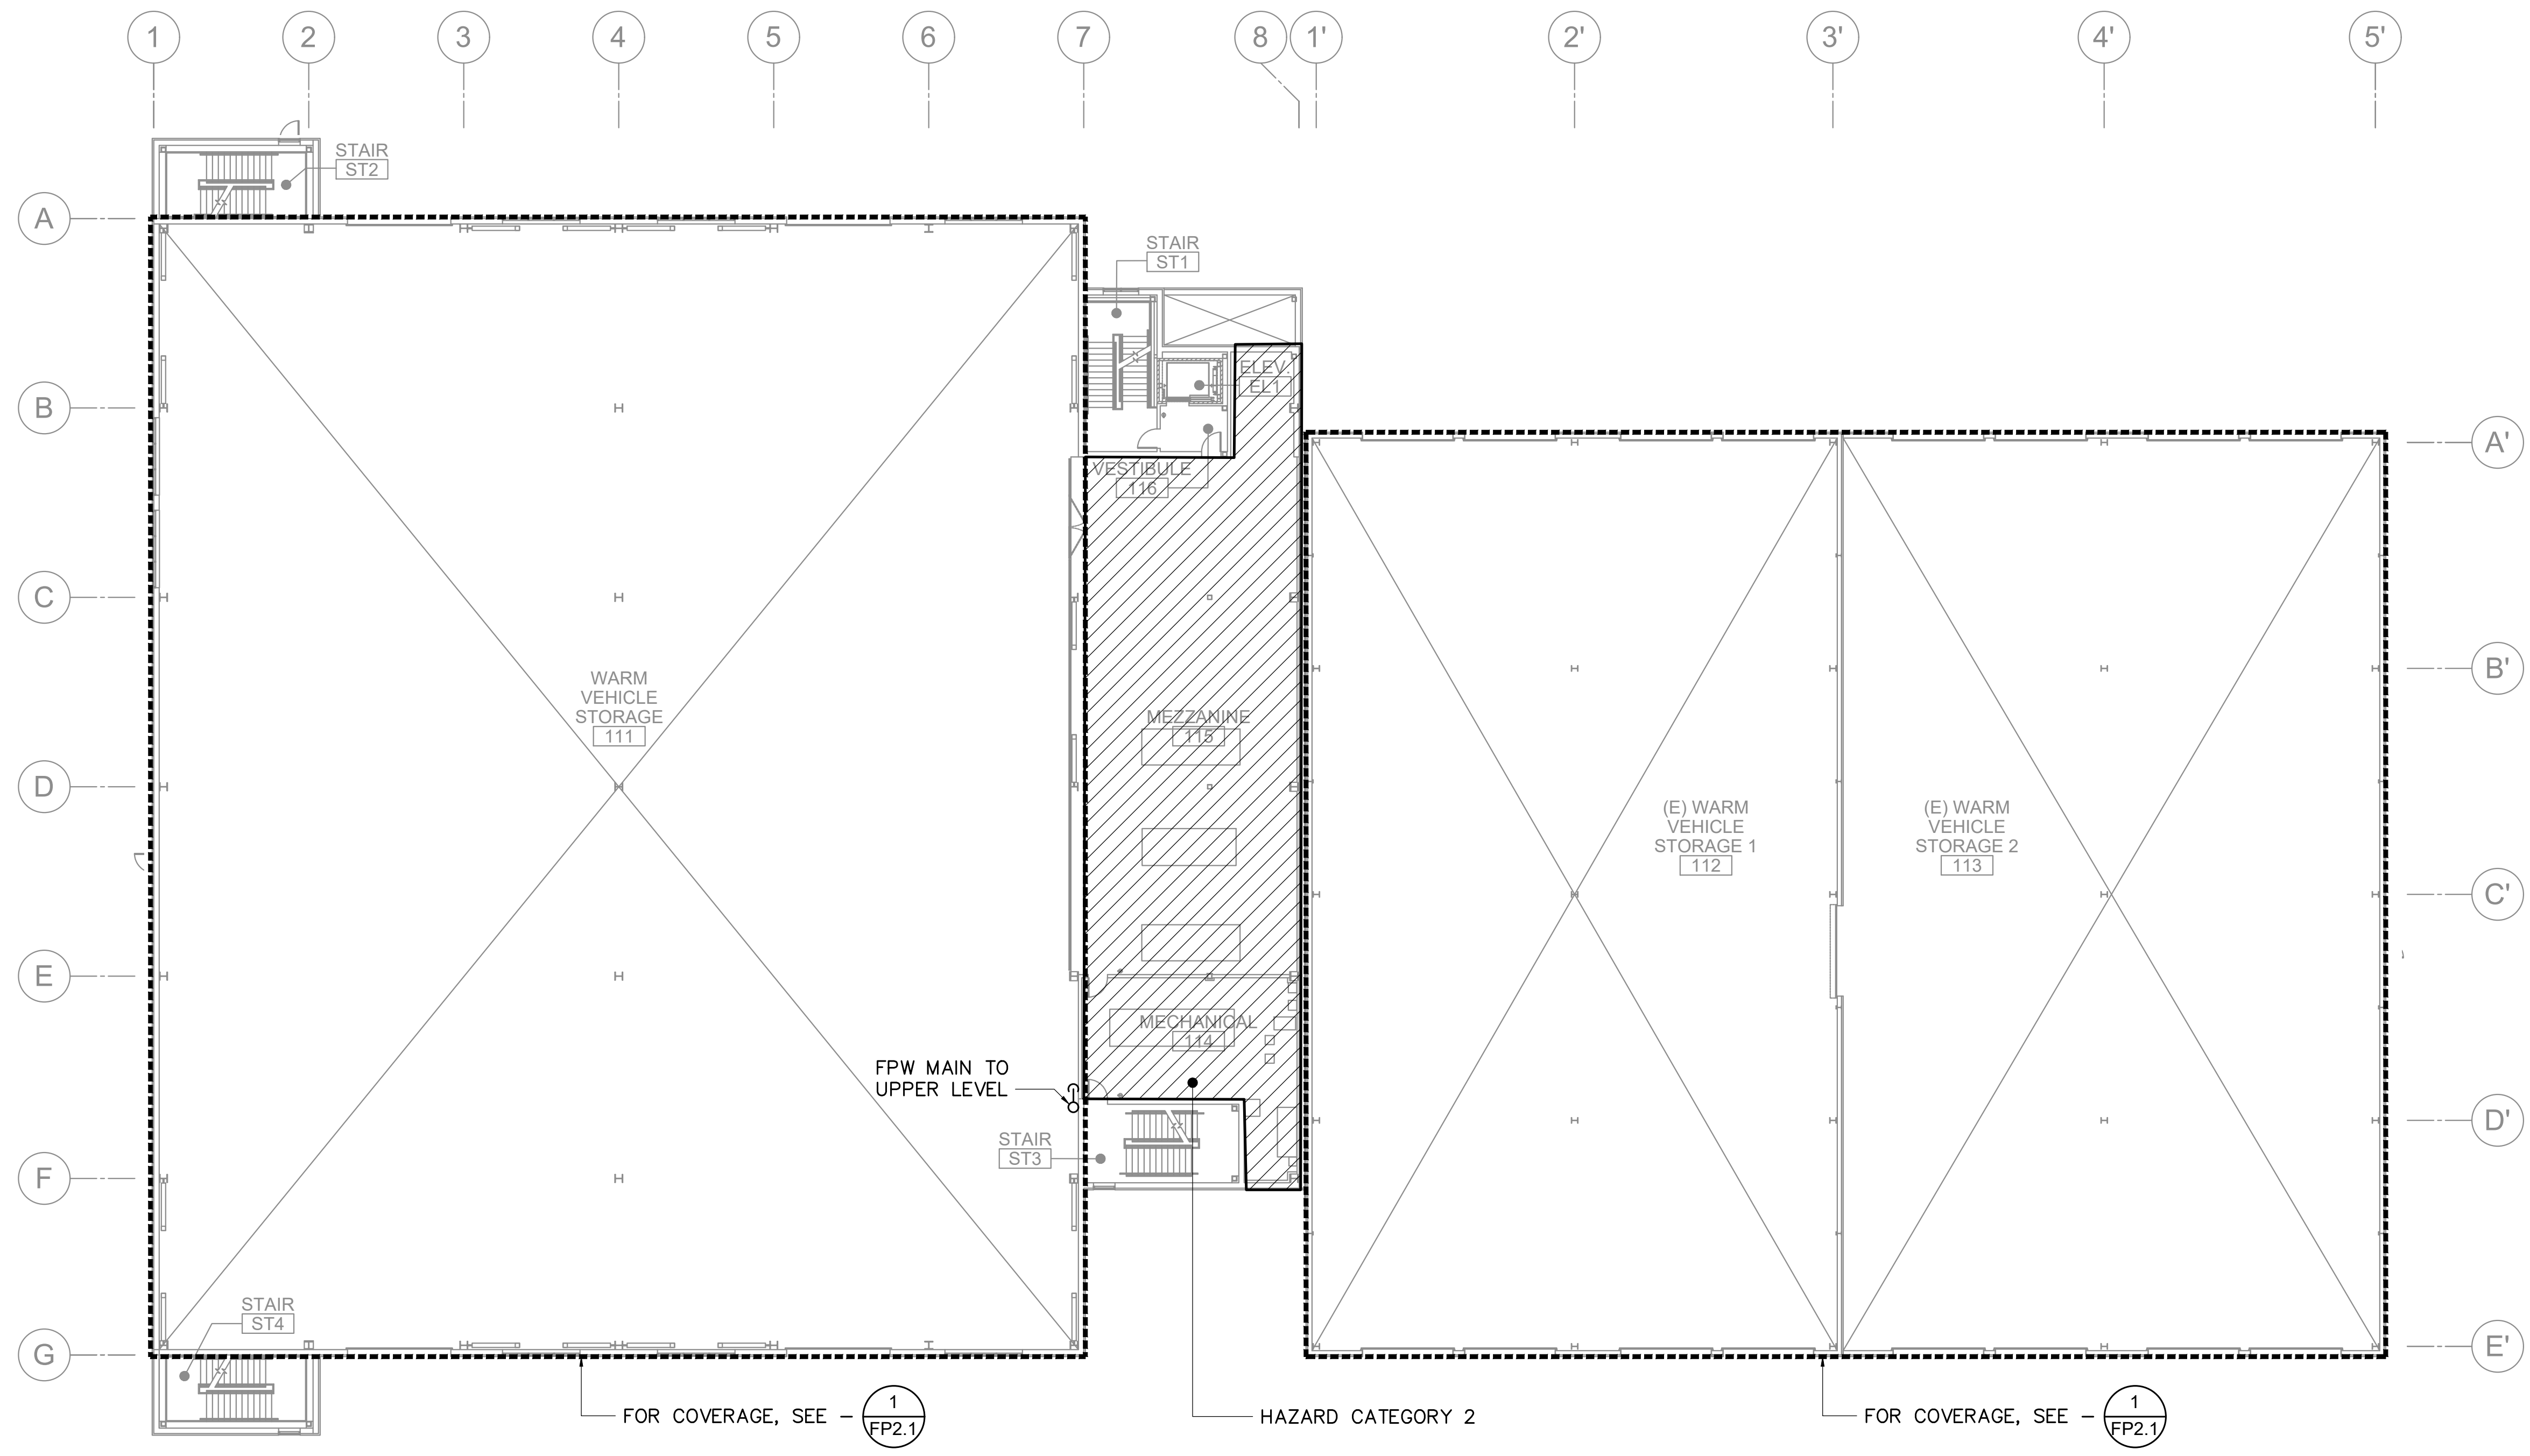 1
2
3
4
5
6
7
8
1'
2'
3'
4'
5'
STAIR
ST2
A
STAIR
ST1
ELEV.
EL1
B
A'
VESTIBULE
116
C
B'
WARM
VEHICLE
STORAGE
111
MEZZANINE
115
D
(E) WARM
VEHICLE
STORAGE 1
112
(E) WARM
VEHICLE
STORAGE 2
113
C'
E
MECHANICAL
114
FPW MAIN TO
UPPER LEVEL
D'
STAIR
ST3
F
STAIR
ST4
G
E'
FOR COVERAGE, SEE –
1
FP2.1
HAZARD CATEGORY 2
FOR COVERAGE, SEE –
1
FP2.1